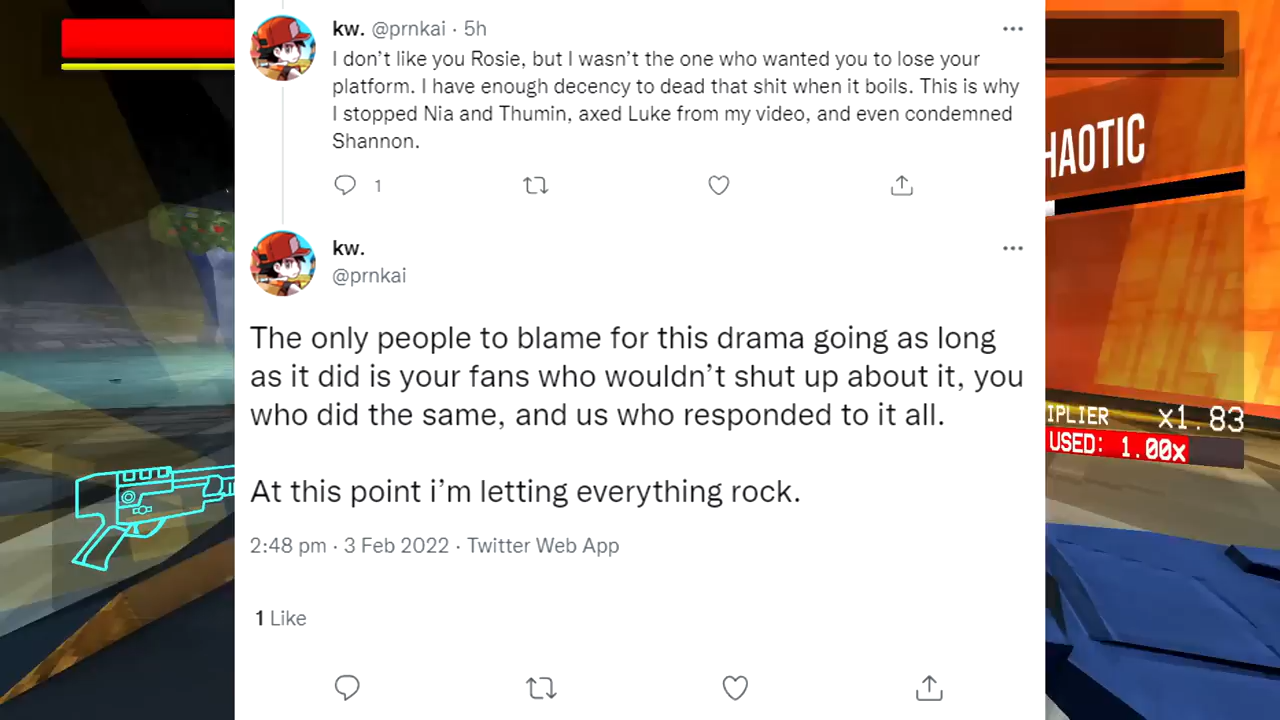 kw. @prnkai · 5h
I don't like you Rosie, but I wasn't the one who wanted you to lose your
platform. I have enough decency to dead that shit when it boils. This is why
I stopped Nia and Thumin, axed Luke from my video, and even condemned
Shannon.
1
kw.
@prnkai
The only people to blame for this drama going as long
as it did is your fans who wouldn't shut up about it, you
who did the same, and us who responded to it all.
At this point i'm letting everything rock.
2:48 pm · 3 Feb 2022 · Twitter Web App
1 Like
HAOTIC
IPLIER x1.83
USED: 1.00x